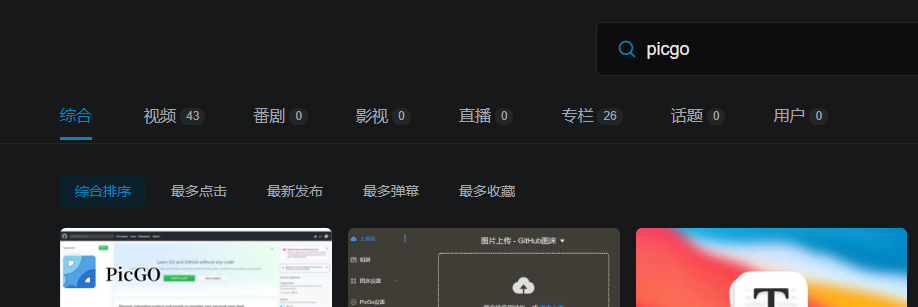 picgo
综合 视频 43 番剧 0 影视 0 直播 0 专栏 26 话题 0 用户 0
综合排序 最多点击 最新发布 最多弹幕 最多收藏
上传区 图片上传 - GitHub图床
Learn Git and GitHub without any code!
相册
PicGO
图床设置
PicGo设置
T